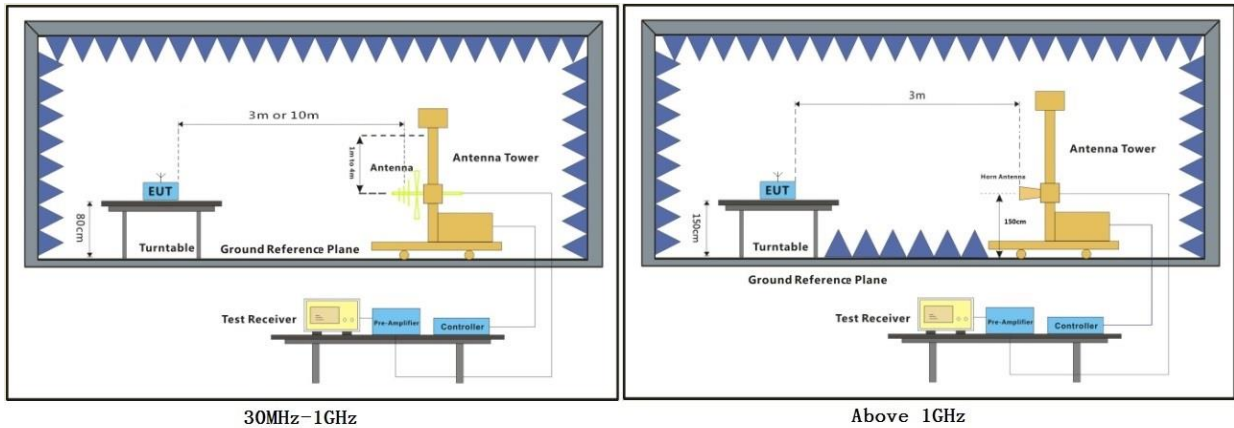 3m or 10m
1m to 4m
Antenna
Antenna Tower
EUT
80cm
Turntable
Ground Reference Plane
Test Receiver
Pre-Amplifier
Controller
30MHz-1GHz
3m
Antenna Tower
Horn Antenna
EUT
150cm
150cm
Turntable
Ground Reference Plane
Test Receiver
Pre-Amplifier
Controller
Above 1GHz